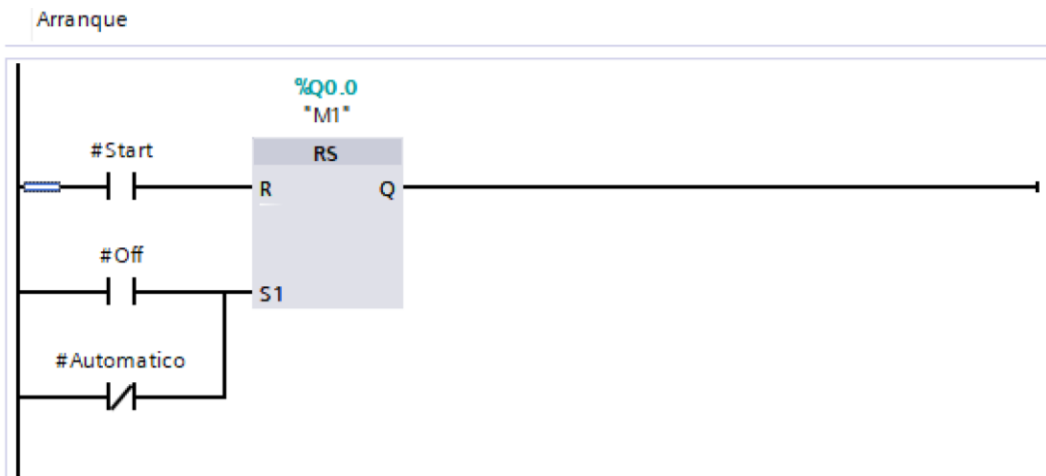 Arranque
%Q0.0
"M1"
#Start
RS
R
Q
#Off
S1
#Automatico